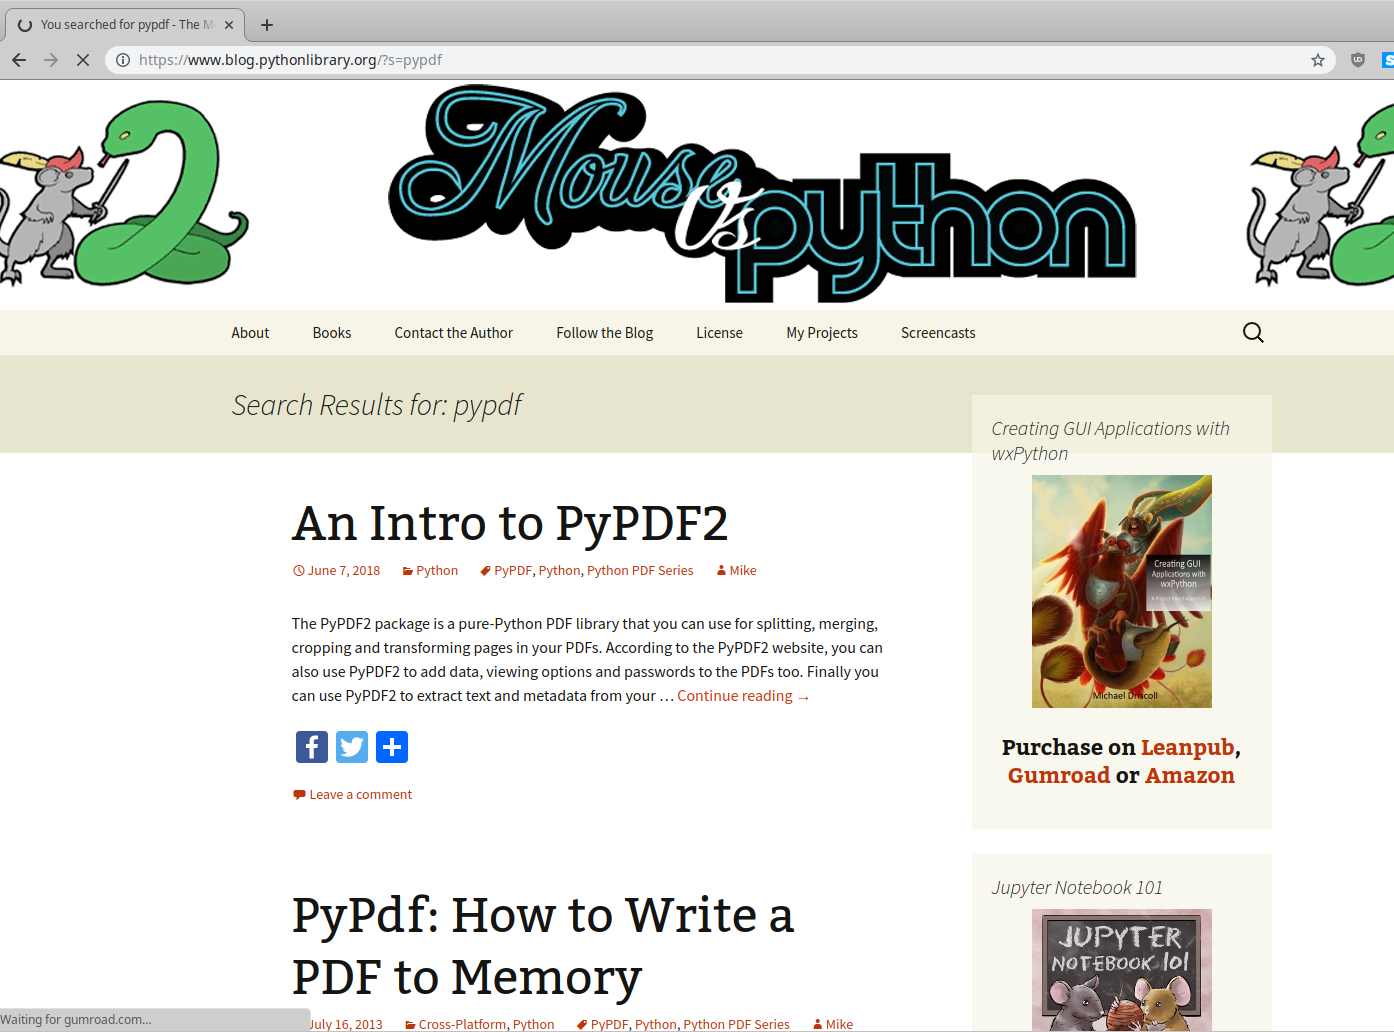 You searched for pypdf - The M
https://www.blog.pythonlibrary.org/?s=pypdf
Mouse
Vs
python
About Books Contact the Author Follow the Blog License My Projects Screencasts
Search Results for: pypdf
An Intro to PyPDF2
June 7, 2018 Python PyPDF, Python, Python PDF Series Mike
The PyPDF2 package is a pure-Python PDF library that you can use for splitting, merging,
cropping and transforming pages in your PDFs. According to the PyPDF2 website, you can
also use PyPDF2 to add data, viewing options and passwords to the PDFs too. Finally you
can use PyPDF2 to extract text and metadata from your … Continue reading →
Leave a comment
PyPdf: How to Write a
PDF to Memory
July 16, 2013 Cross-Platform, Python PyPDF, Python, Python PDF Series Mike
Creating GUI Applications with
wxPython
Creating GUI
Applications with
wxPython
Michael Driscoll
Purchase on Leanpub,
Gumroad or Amazon
Jupyter Notebook 101
JUPYTER
NOTEBOOK 101
Waiting for gumroad.com...